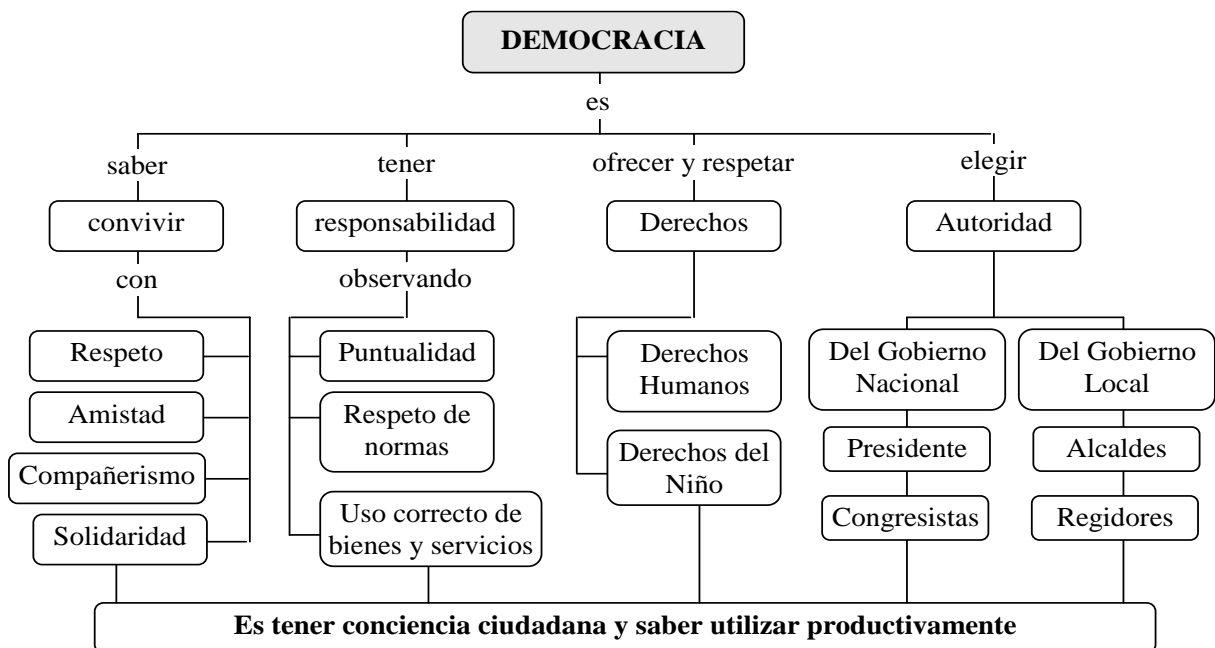 DEMOCRACIA
es
saber
tener
ofrecer y respetar
elegir
convivir
responsabilidad
Derechos
Autoridad
con
observando
Respeto
Amistad
Compañerismo
Solidaridad
Puntualidad
Respeto de
normas
Uso correcto de
bienes y servicios
Derechos
Humanos
Derechos del
Niño
Del Gobierno
Nacional
Presidente
Congresistas
Del Gobierno
Local
Alcaldes
Regidores
Es tener conciencia ciudadana y saber utilizar productivamente